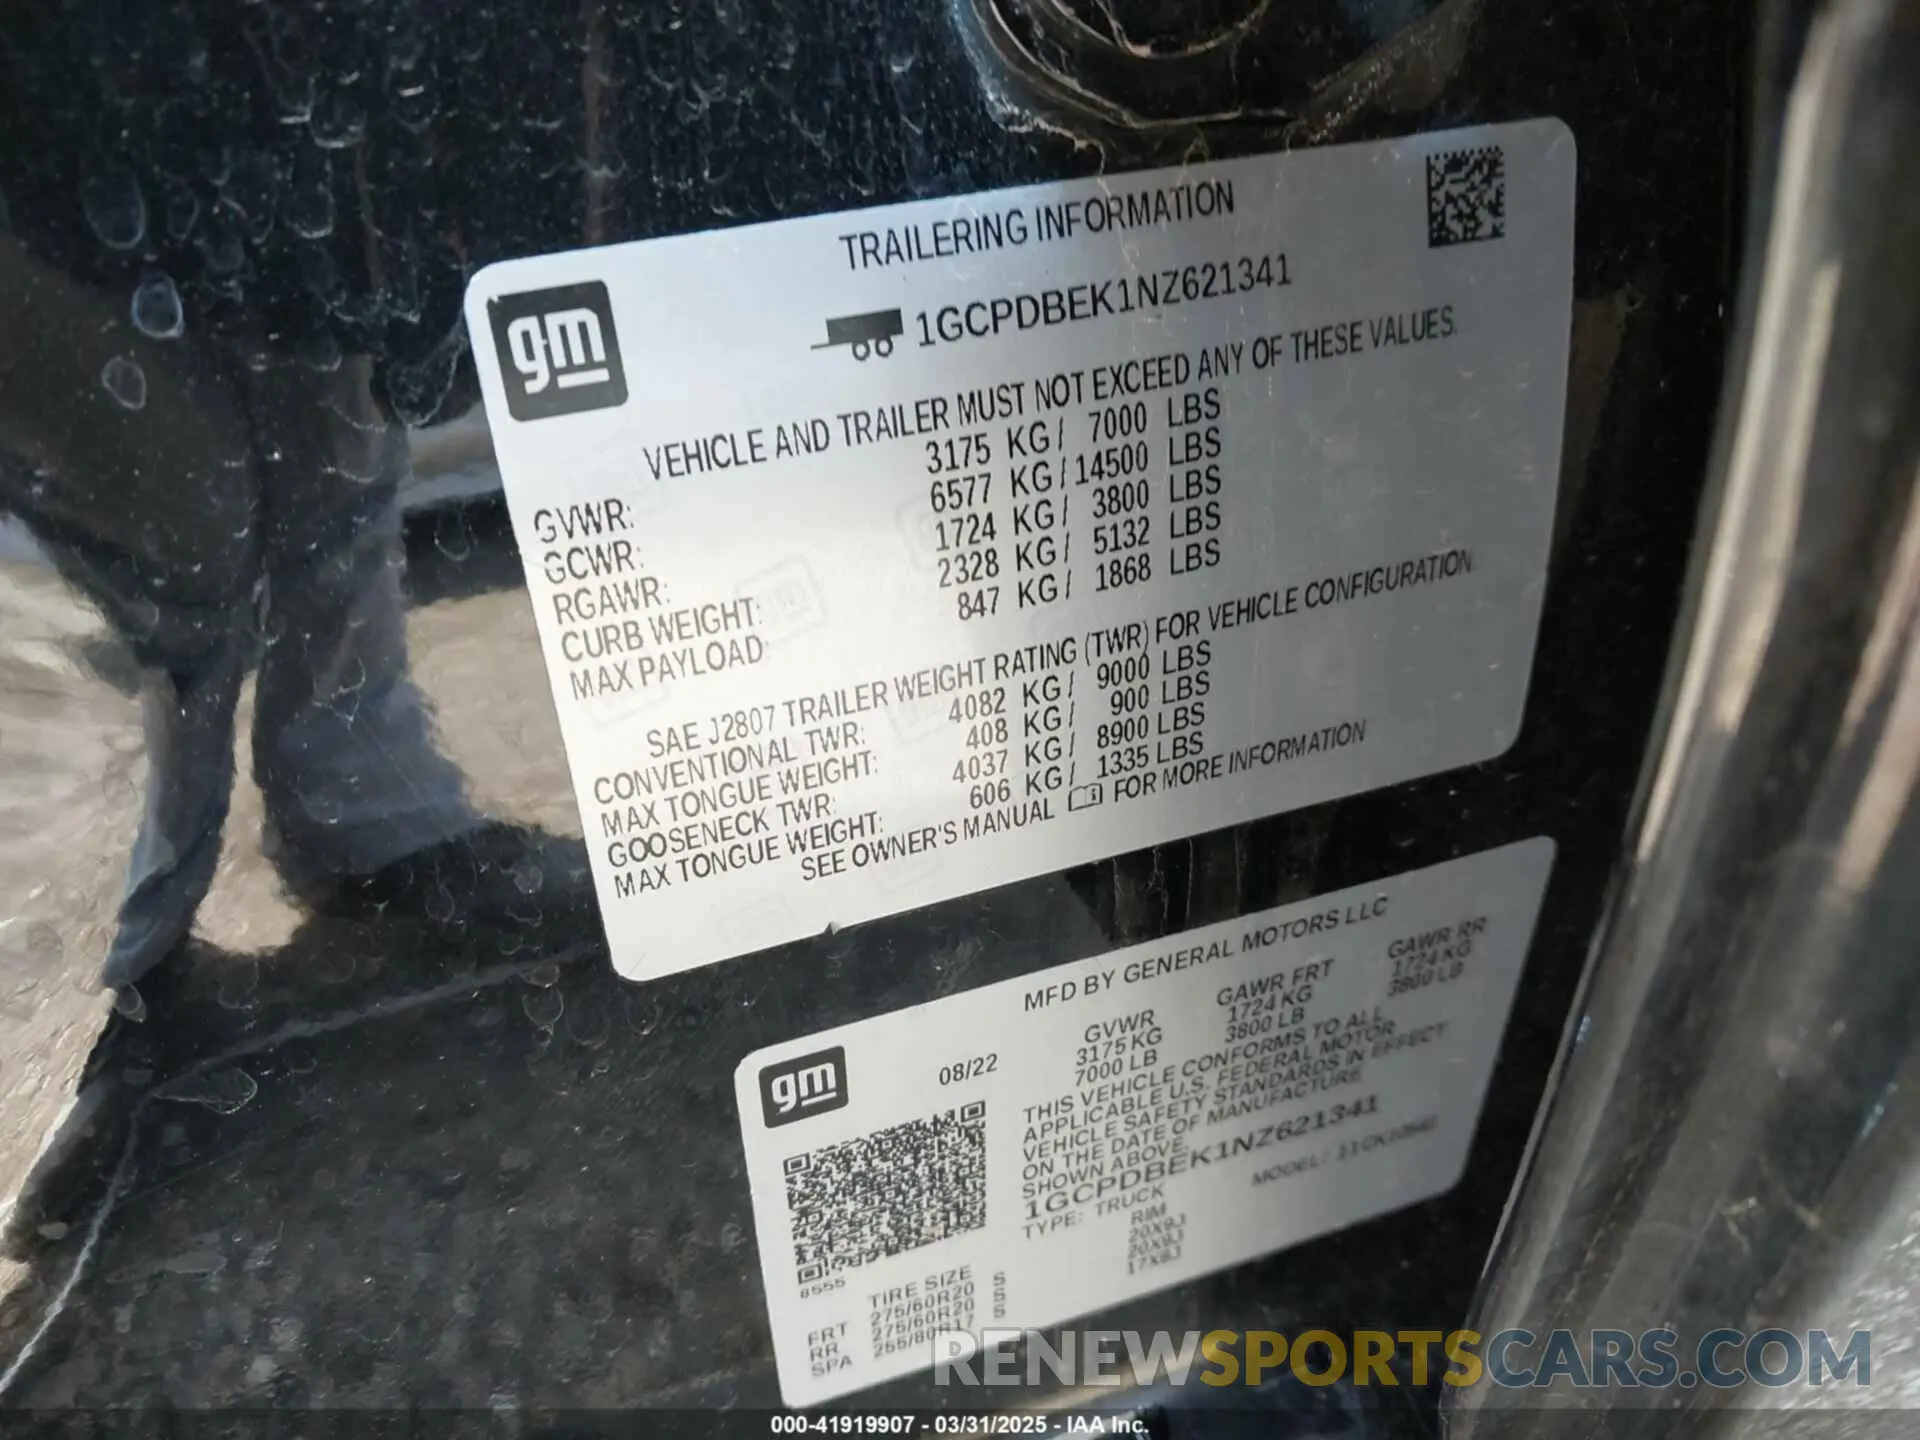 TRAILERING INFORMATION
gm
1GCPDBEK1NZ621341
VEHICLE AND TRAILER MUST NOT EXCEED ANY OF THESE VALUES.
GVWR: 3175 KG/ 7000 LBS
GCWR: 6577 KG/14500 LBS
RGAWR: 1724 KG/ 3800 LBS
CURB WEIGHT: 2328 KG/ 5132 LBS
MAX PAYLOAD: 847 KG/ 1868 LBS
SAE J2807 TRAILER WEIGHT RATING (TWR) FOR VEHICLE CONFIGURATION
CONVENTIONAL TWR: 4082 KG/ 9000 LBS
MAX TONGUE WEIGHT: 408 KG/ 900 LBS
GOOSENECK TWR: 4037 KG/ 8900 LBS
MAX TONGUE WEIGHT: 606 KG/ 1335 LBS
SEE OWNER'S MANUAL FOR MORE INFORMATION
MFD BY GENERAL MOTORS LLC
gm
08/22
GVWR GAWR FRT GAWR RR
3175 KG 1724 KG 1724 KG
7000 LB 3800 LB 3800 LB
THIS VEHICLE CONFORMS TO ALL
APPLICABLE U.S. FEDERAL MOTOR
VEHICLE SAFETY STANDARDS IN EFFECT
ON THE DATE OF MANUFACTURE
SHOWN ABOVE.
1GCPDBEK1NZ621341
TYPE: TRUCK MODEL:
8555
TIRE SIZE RIM
FRT 275/60R20 S 20X9J
RR 275/60R20 S 20X9J
SPA 255/80R17 S 17X8J
RENEWSPORTSCARS.COM
000-41919907 - 03/31/2025 - IAA Inc.